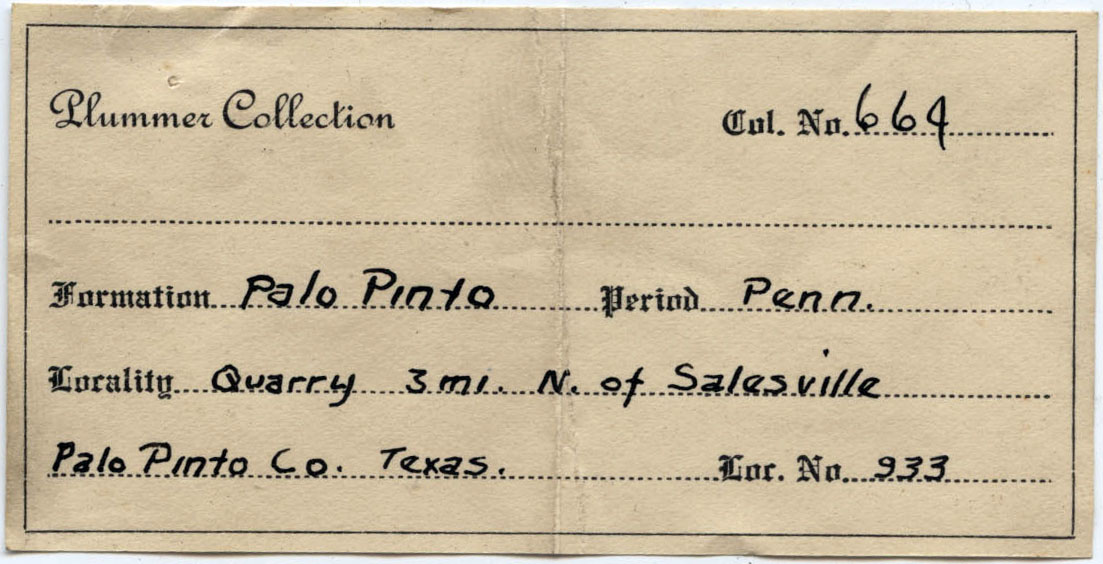 Plummer Collection Col. No. 664
Formation Palo Pinto Period Penn.
Locality Quarry 3 mi. N. of Salesville
Palo Pinto Co. Texas. Loc. No. 933